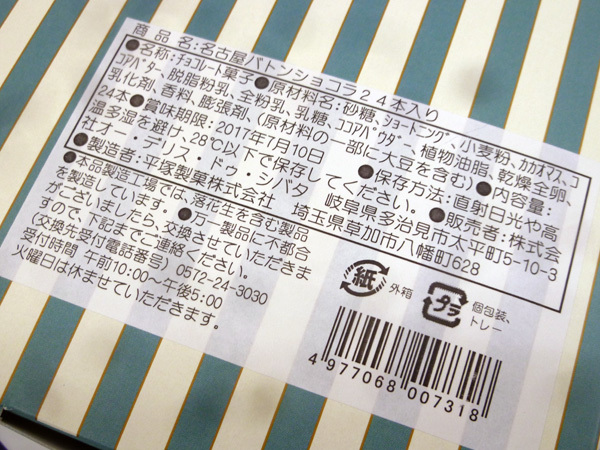 商品名:名古屋バトンショコラ24本入り
●名称:チョコレート菓子●原材料名:砂糖、ショートニング、小麦粉、カカオマス、コ
コアバター、脱脂粉乳、全粉乳、乳糖、ココアパウダー、植物油脂、乾燥全卵、
乳化剤、香料、膨張剤、(原材料の一部に大豆を含む)●内容量:
24本●賞味期限:2017年7月10日●保存方法:直射日光や高
温多湿を避け、28℃以下で保存してください。●販売者:株式会
社オー・デリス・ドゥ・シバタ 岐阜県多治見市太平町5-10-3
●製造者:平塚製菓株式会社 埼玉県草加市八幡町628
●本品製造工場では、落花生を含む製品
を製造しています。●万一、製品に不都合
がございましたら、交換させていただきま
すので、下記までご連絡ください。
(交換先受付電話番号)0572-24-3030
受付時間 午前10:00～午後5:00
火曜日は休ませていただきます。
紙 外箱
プラ 個包装、
トレー
4 977068 007318